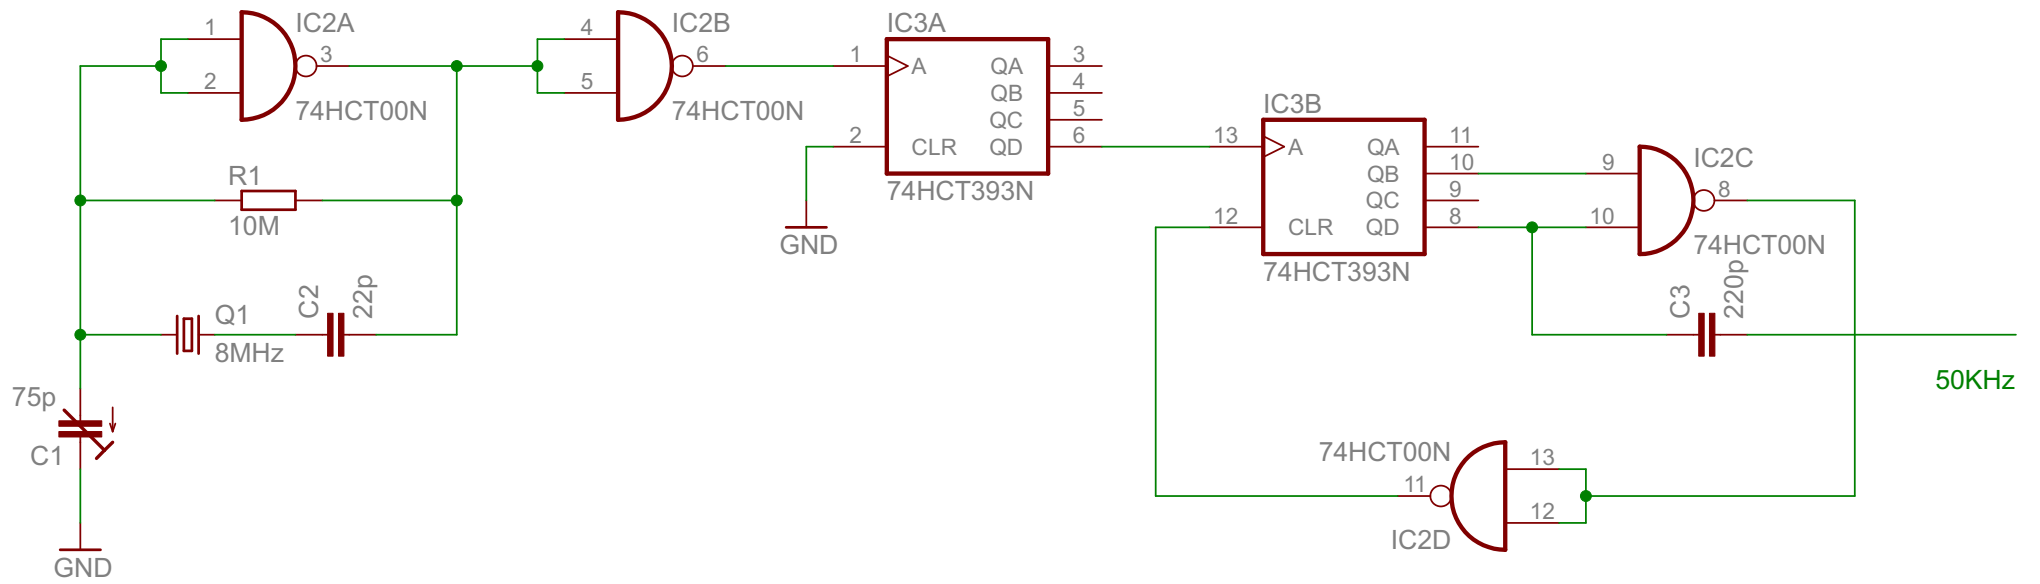 IC2A
1
2
3
74HCT00N
IC2B
4
5
6
74HCT00N
IC3A
1
A
QA
3
QB
4
QC
5
2
CLR
QD
6
74HCT393N
GND
IC3B
13
A
QA
11
QB
10
QC
9
12
CLR
QD
8
74HCT393N
IC2C
9
10
8
74HCT00N
R1
10M
Q1
8MHz
C2
22p
C3
220p
50KHz
75p
C1
GND
74HCT00N
13
12
11
IC2D